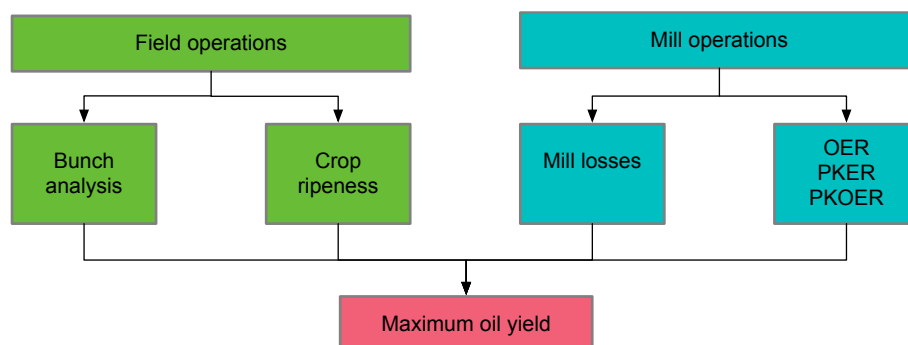 Field operations
Mill operations
Bunch
analysis
Crop
ripeness
Mill losses
OER
PKER
PKOER
Maximum oil yield